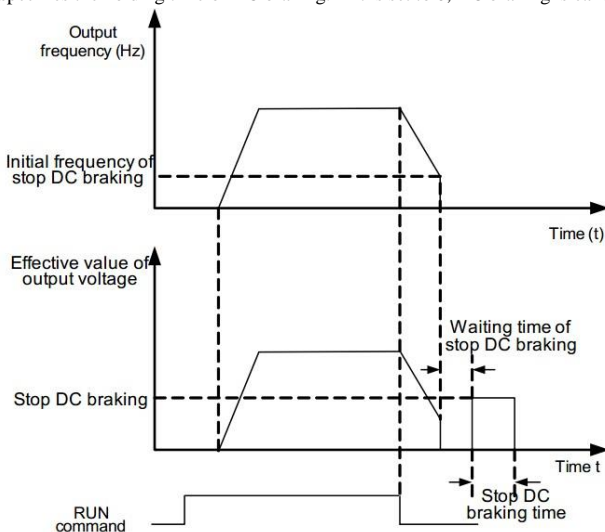 Output
frequency (Hz)
Initial frequency of
stop DC braking
Time (t)
Effective value of
output voltage
Waiting time of
stop DC braking
Stop DC braking
Time t
Stop DC
braking time
RUN
command